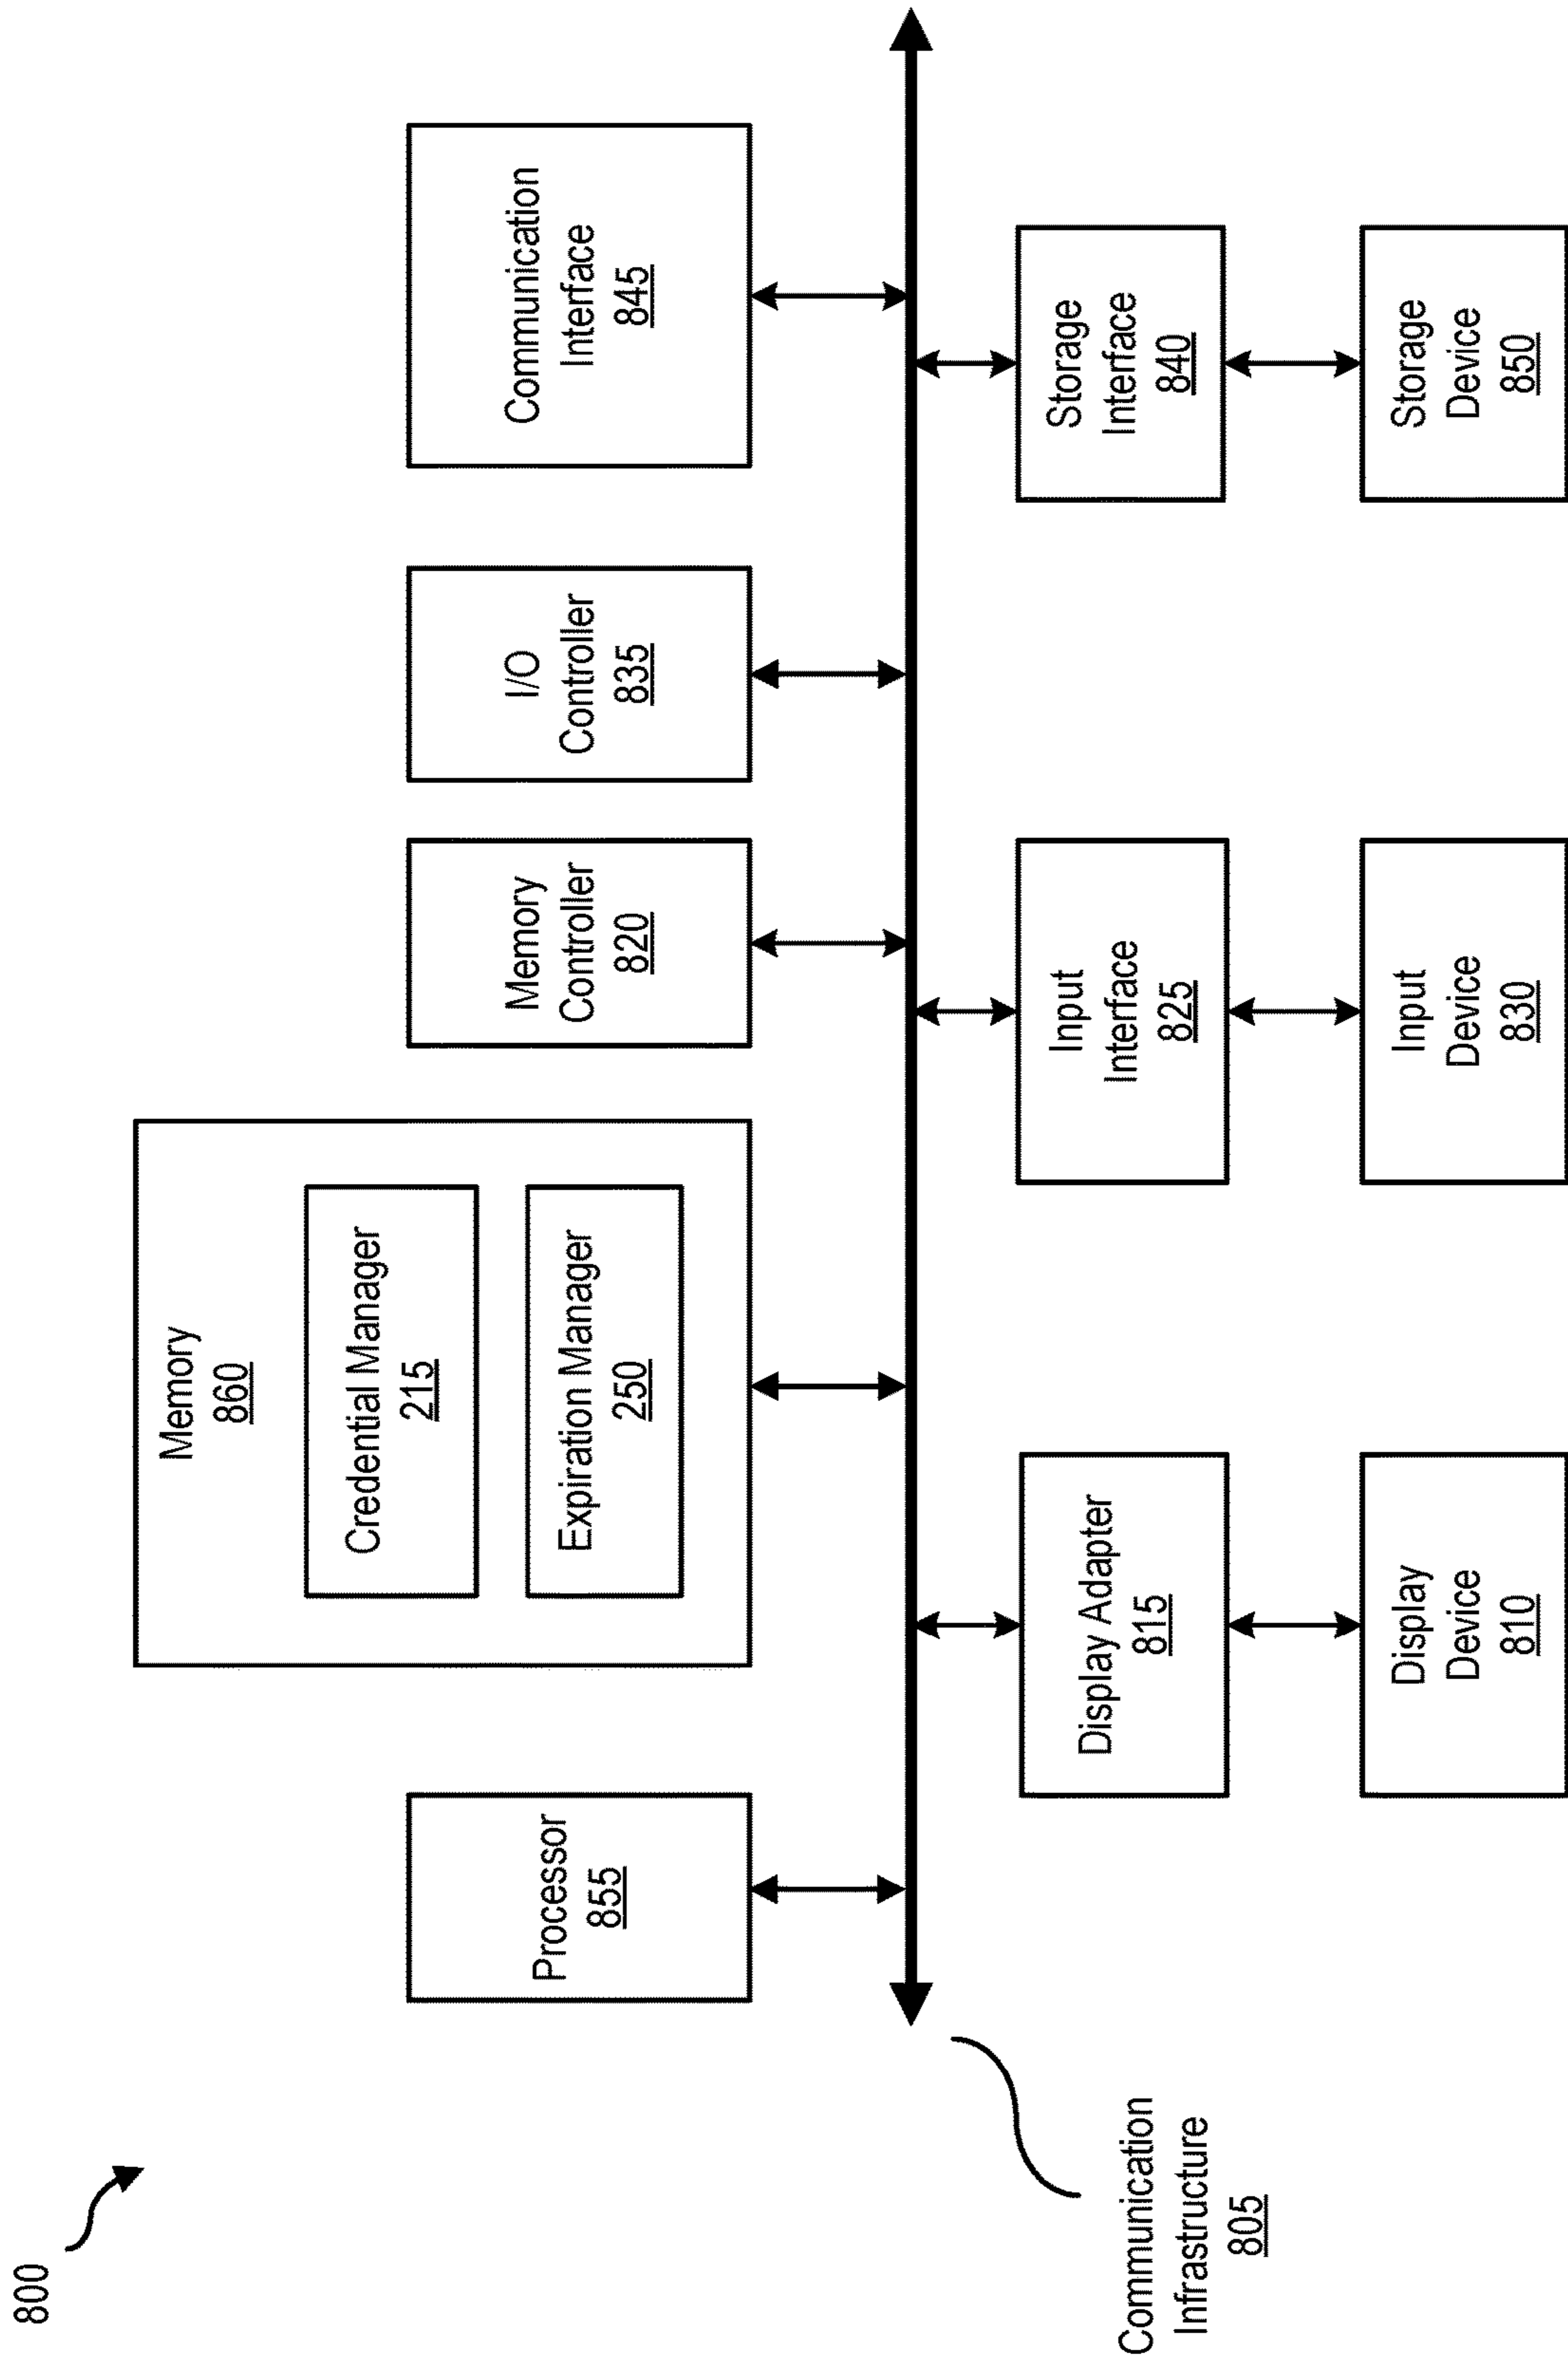 800
Processor
855
Memory
860
Credential Manager
215
Expiration Manager
250
Memory
Controller
820
I/O
Controller
835
Communication
Interface
845
Communication
Infrastructure
805
Display Adapter
815
Input
Interface
825
Storage
Interface
840
Display
Device
810
Input
Device
830
Storage
Device
850